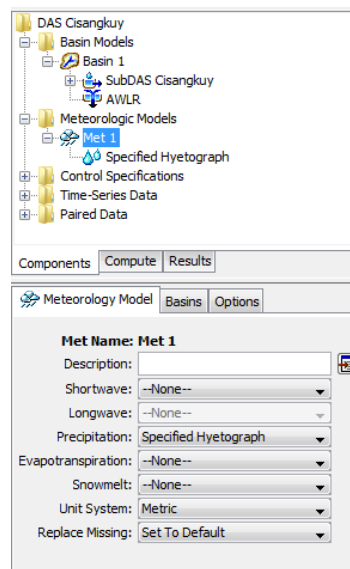 DAS Cisangkuy
Basin Models
Basin 1
SubDAS Cisangkuy
AWLR
Meteorologic Models
Met 1
Specified Hyetograph
Control Specifications
Time-Series Data
Paired Data
Components Compute Results
Meteorology Model Basins Options
Met Name: Met 1
Description:
Shortwave: --None--
Longwave: --None--
Precipitation: Specified Hyetograph
Evapotranspiration: --None--
Snowmelt: --None--
Unit System: Metric
Replace Missing: Set To Default